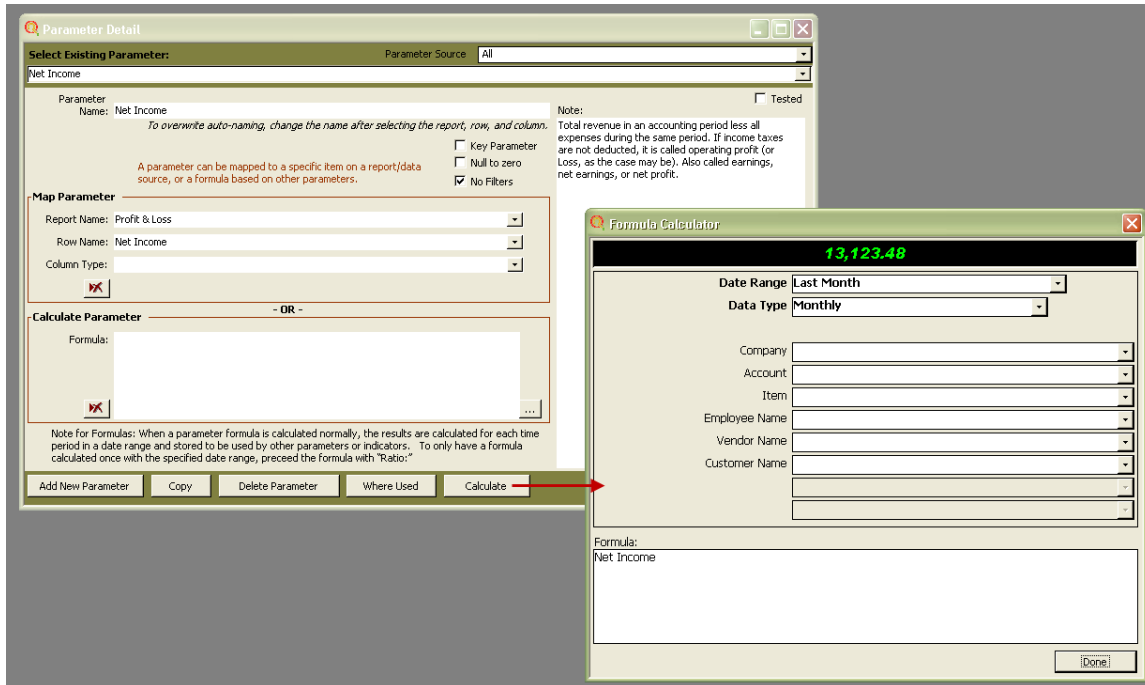 Parameter Detail
Select Existing Parameter:
Parameter Source All
Net Income
Parameter
Name: Net Income
To overwrite auto-naming, change the name after selecting the report, row, and column.
A parameter can be mapped to a specific item on a report/data
source, or a formula based on other parameters.
Key Parameter
Null to zero
No Filters
Tested
Note:
Total revenue in an accounting period less all
expenses during the same period. If income taxes
are not deducted, it is called operating profit (or
Loss, as the case may be). Also called earnings,
net earnings, or net profit.
Map Parameter
Report Name: Profit & Loss
Row Name: Net Income
Column Type:
- OR -
Calculate Parameter
Formula:
...
Note for Formulas: When a parameter formula is calculated normally, the results are calculated for each time
period in a date range and stored to be used by other parameters or indicators. To only have a formula
calculated once with the specified date range, preceed the formula with "Ratio:"
Add New Parameter Copy Delete Parameter Where Used Calculate
Formula Calculator
13,123.48
Date Range Last Month
Data Type Monthly
Company
Account
Item
Employee Name
Vendor Name
Customer Name
Formula:
Net Income
Done